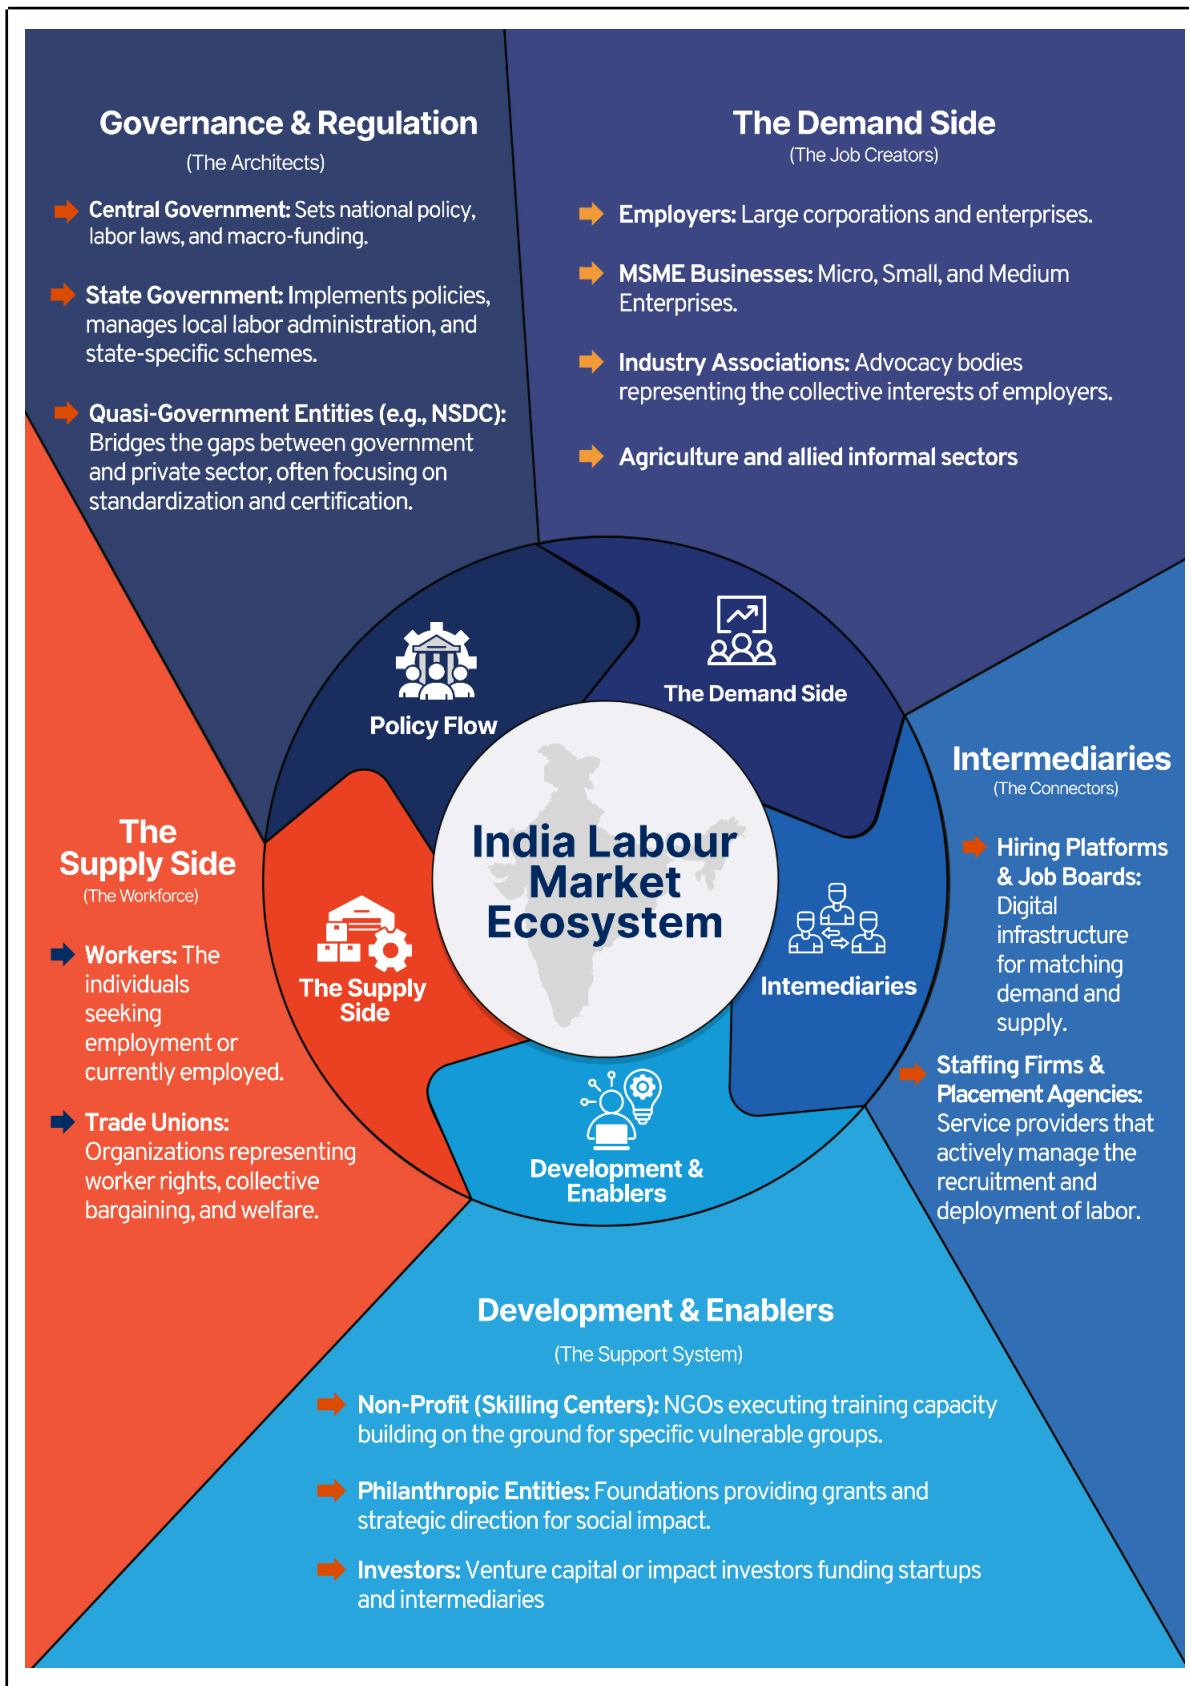 Governance & Regulation
(The Architects)
Central Government: Sets national policy,
labor laws, and macro-funding.
State Government: Implements policies,
manages local labor administration, and
state-specific schemes.
Quasi-Government Entities (e.g., NSDC):
Bridges the gaps between government
and private sector, often focusing on
standardization and certification.
The Demand Side
(The Job Creators)
Employers: Large corporations and enterprises.
MSME Businesses: Micro, Small, and Medium
Enterprises.
Industry Associations: Advocacy bodies
representing the collective interests of employers.
Agriculture and allied informal sectors
Policy Flow
The Demand Side
India Labour
Market
Ecosystem
The Supply
Side
Intemediaries
Development &
Enablers
Intermediaries
(The Connectors)
Hiring Platforms
& Job Boards:
Digital
infrastructure
for matching
demand and
supply.
Staffing Firms &
Placement Agencies:
Service providers that
actively manage the
recruitment and
deployment of labor.
The
Supply Side
(The Workforce)
Workers: The
individuals
seeking
employment or
currently employed.
Trade Unions:
Organizations representing
worker rights, collective
bargaining, and welfare.
Development & Enablers
(The Support System)
Non-Profit (Skilling Centers): NGOs executing training capacity
building on the ground for specific vulnerable groups.
Philanthropic Entities: Foundations providing grants and
strategic direction for social impact.
Investors: Venture capital or impact investors funding startups
and intermediaries